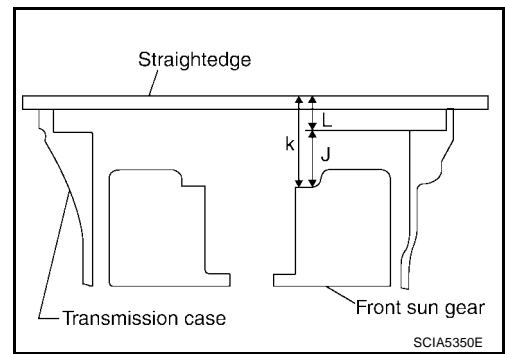 Straightedge
L
k
J
Front sun gear
Transmission case
SCIA5350E